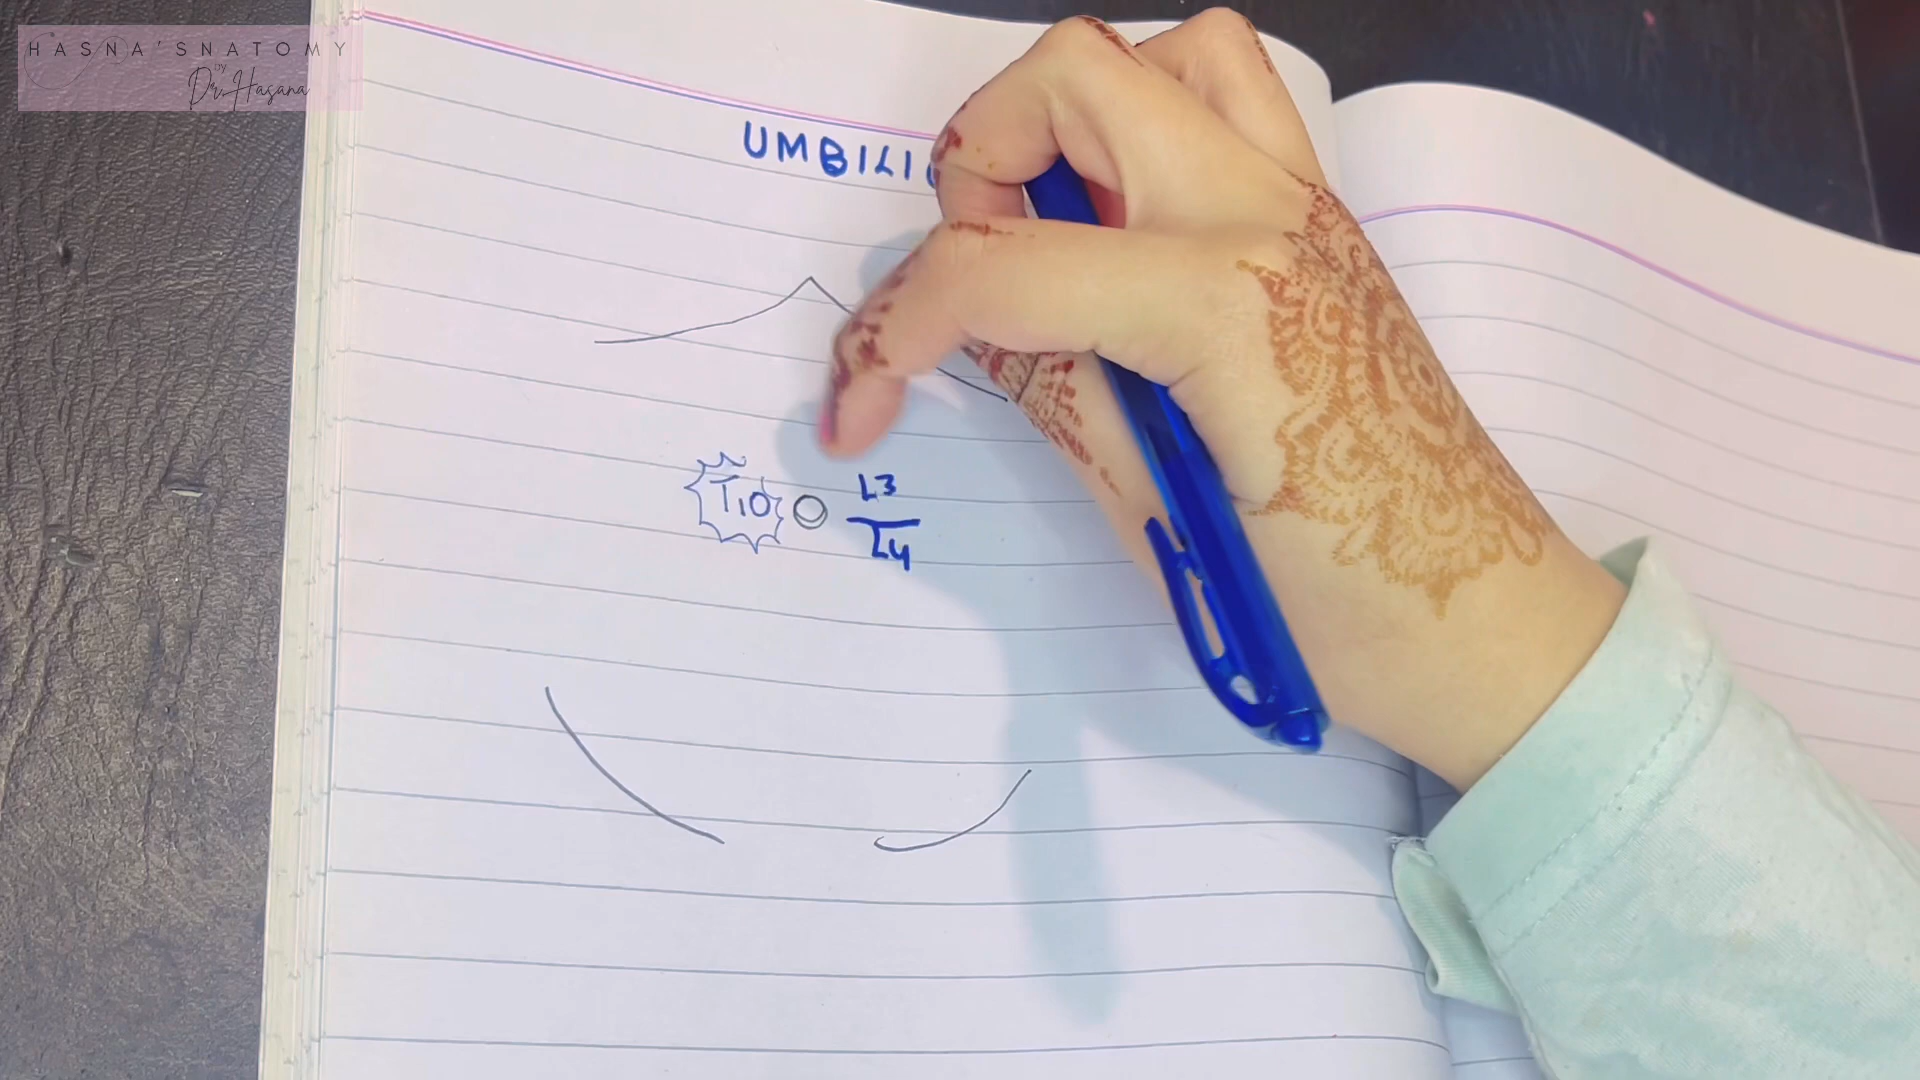 HASNA'SNATOMY
BY
Dr.Hasana
UMBILI
T10
L3
L4